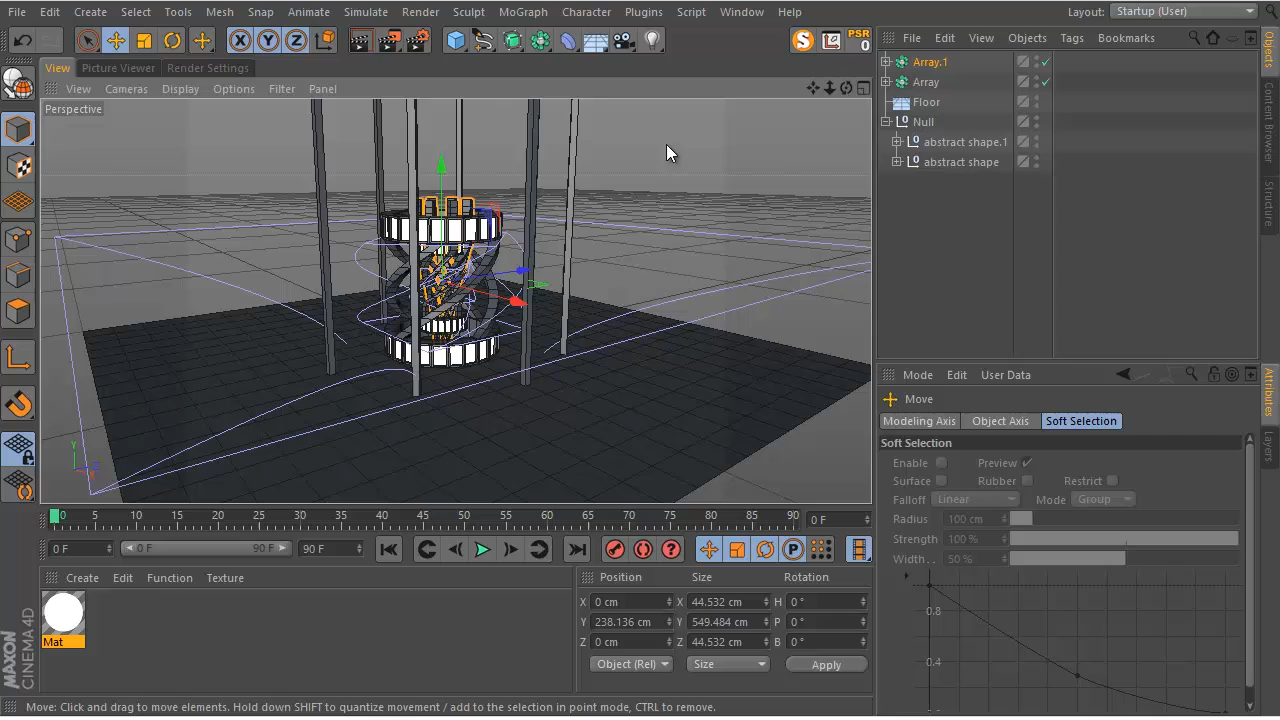 File Edit Create Select Tools Mesh Snap Animate Simulate Render Sculpt MoGraph Character Plugins Script Window Help Layout: Startup (User)
X Y Z S PSR 0
View Picture Viewer Render Settings
View Cameras Display Options Filter Panel
Perspective
Y
0 5 10 15 20 25 30 35 40 45 50 55 60 65 70 75 80 85 90 0 F
0 F 0 F 90 F 90 F P
Create Edit Function Texture
Mat
Position Size Rotation
X 0 cm X 44.532 cm H 0 °
Y 238.136 cm Y 549.484 cm P 0 °
Z 0 cm Z 44.532 cm B 0 °
Object (Rel) Size Apply
MAXON
CINEMA 4D
Move: Click and drag to move elements. Hold down SHIFT to quantize movement / add to the selection in point mode, CTRL to remove.
File Edit View Objects Tags Bookmarks
Array.1
Array
Floor
Null
abstract shape.1
abstract shape
Objects
Content Browser
Structure
Mode Edit User Data
Move
Modeling Axis Object Axis Soft Selection
Soft Selection
Enable Preview
Surface Rubber Restrict
Falloff Linear Mode Group
Radius 100 cm
Strength 100 %
Width. . 50 %
0.8
0.4
Attributes
Layers